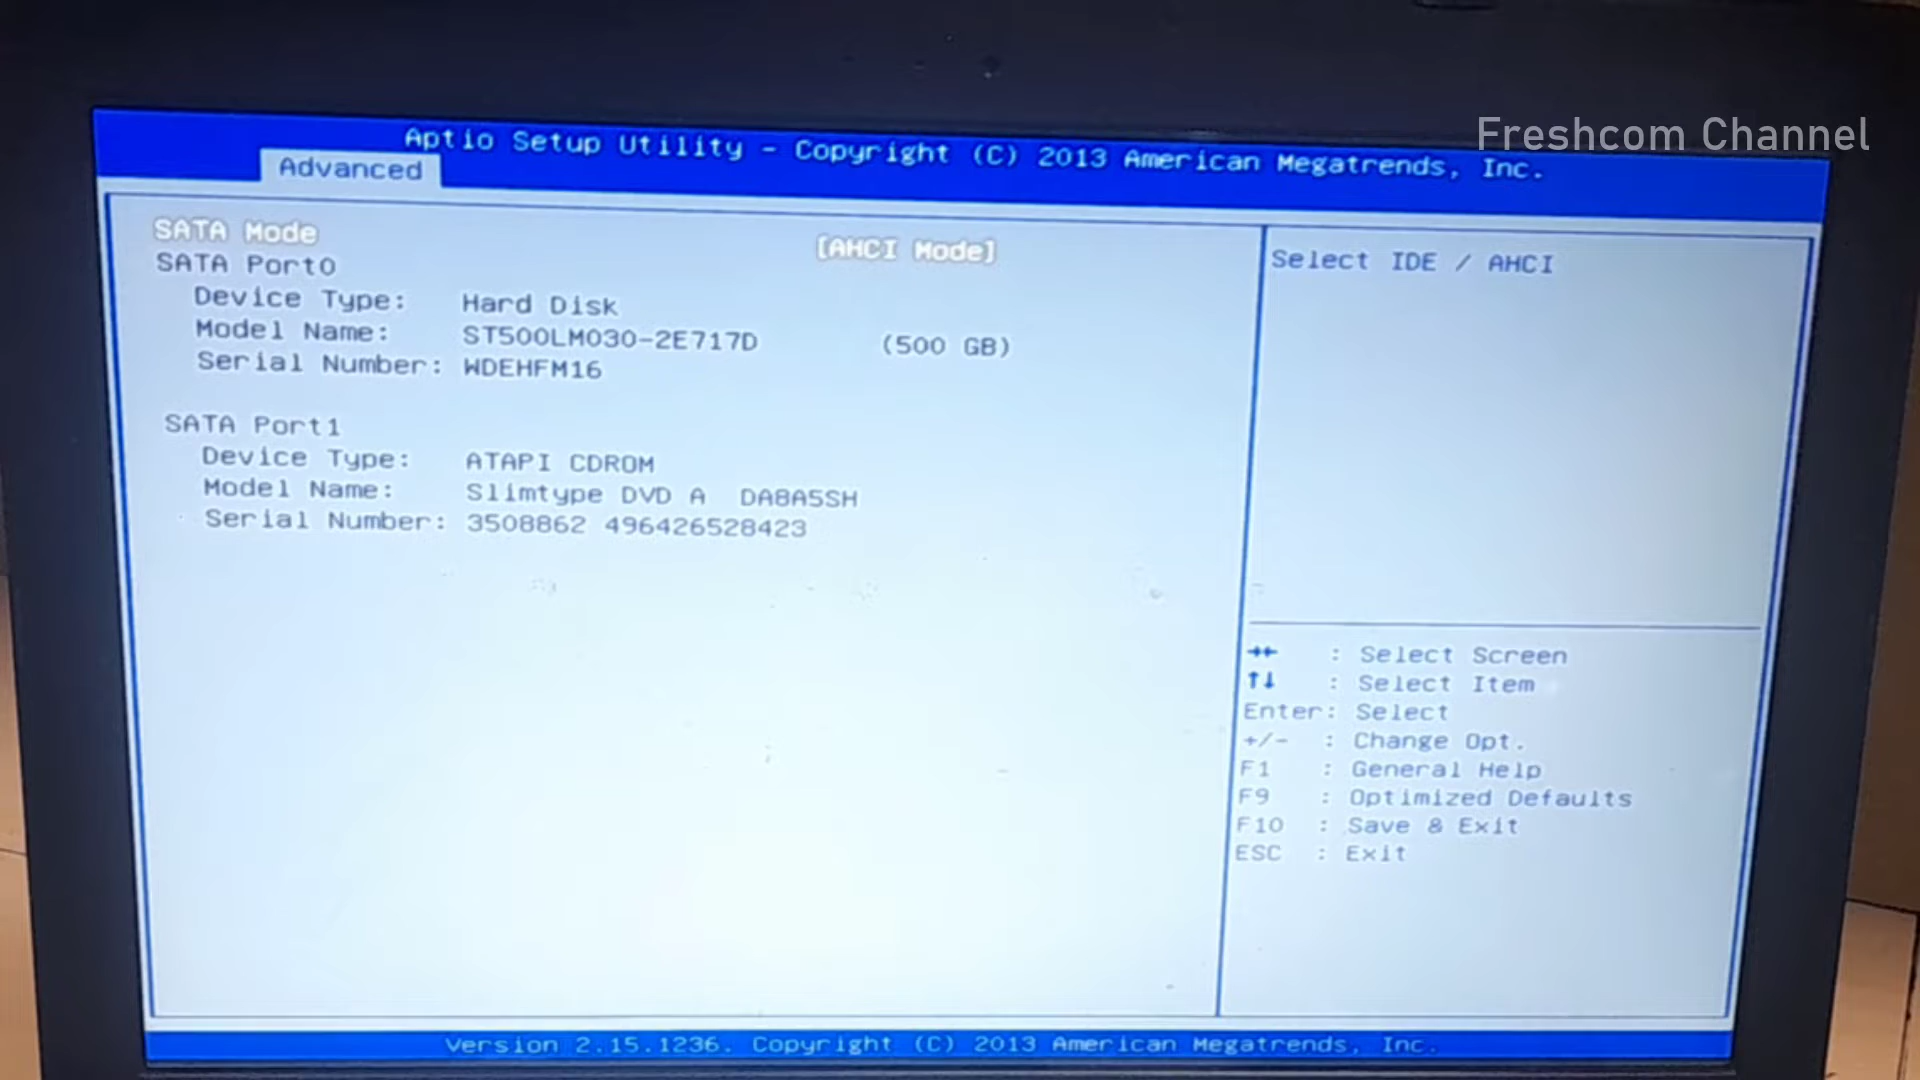 Freshcom Channel
Aptio Setup Utility - Copyright (C) 2013 American Megatrends, Inc.
Advanced
SATA Mode [AHCI Mode]
SATA Port0
Device Type: Hard Disk
Model Name: ST500LM030-2E717D (500 GB)
Serial Number: WDEHFM16
SATA Port1
Device Type: ATAPI CDROM
Model Name: Slimtype DVD A DA8A5SH
Serial Number: 3508862 496426528423
Select IDE / AHCI
→← : Select Screen
↑↓ : Select Item
Enter: Select
+/- : Change Opt.
F1 : General Help
F9 : Optimized Defaults
F10 : Save & Exit
ESC : Exit
Version 2.15.1236. Copyright (C) 2013 American Megatrends, Inc.